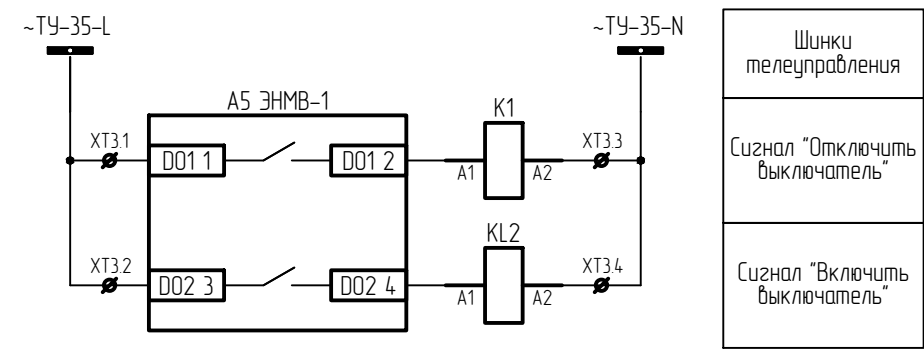 ~ТУ-35-L
~ТУ-35-N
Шинки
телеуправления
А5 ЭНМВ-1
K1
XT3.1
DO1 1
DO1 2
A1
A2
XT3.3
Сигнал "Отключить
выключатель"
KL2
XT3.2
DO2 3
DO2 4
A1
A2
XT3.4
Сигнал "Включить
выключатель"